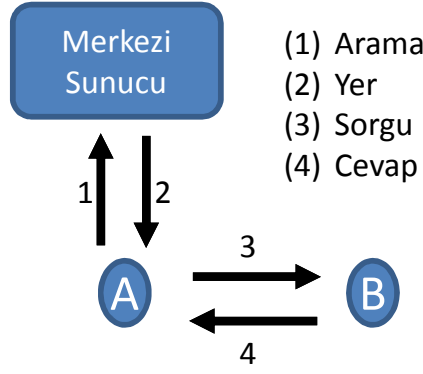 Merkezi
Sunucu
(1) Arama
(2) Yer
(3) Sorgu
(4) Cevap
1
2
3
A
B
4